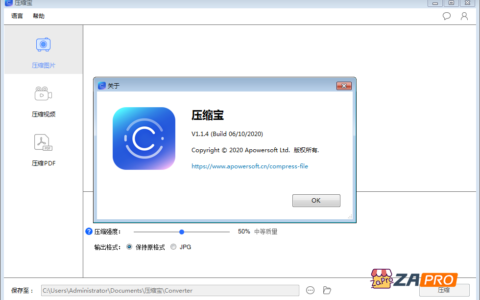 压缩宝
语言 帮助
压缩图片
压缩视频
压缩PDF
关于
压缩宝
V1.1.4 (Build 06/10/2020)
Copyright © 2020 Apowersoft Ltd. 版权所有.
https://www.apowersoft.cn/compress-file
OK
压缩强度： 50% 中等质量
输出格式： 保持原格式 JPG
保存至： C:\Users\Administrator\Documents\压缩宝\Converter
压缩
ZaPro
ZAPRO